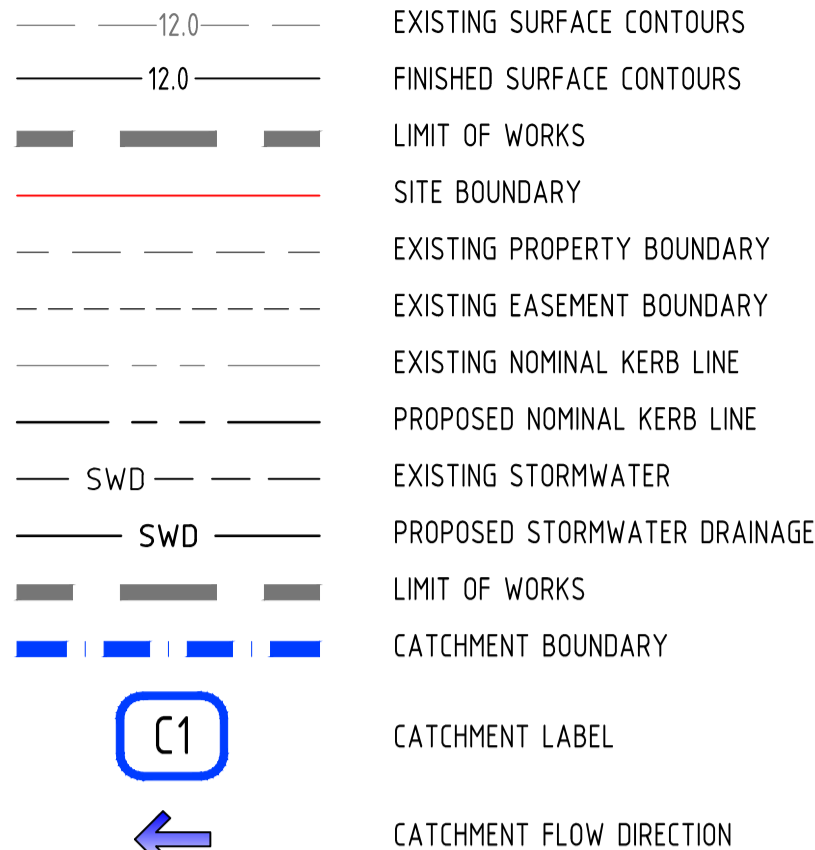 12.0 EXISTING SURFACE CONTOURS
12.0 FINISHED SURFACE CONTOURS
LIMIT OF WORKS
SITE BOUNDARY
EXISTING PROPERTY BOUNDARY
EXISTING EASEMENT BOUNDARY
EXISTING NOMINAL KERB LINE
PROPOSED NOMINAL KERB LINE
SWD EXISTING STORMWATER
SWD PROPOSED STORMWATER DRAINAGE
LIMIT OF WORKS
CATCHMENT BOUNDARY
C1 CATCHMENT LABEL
CATCHMENT FLOW DIRECTION